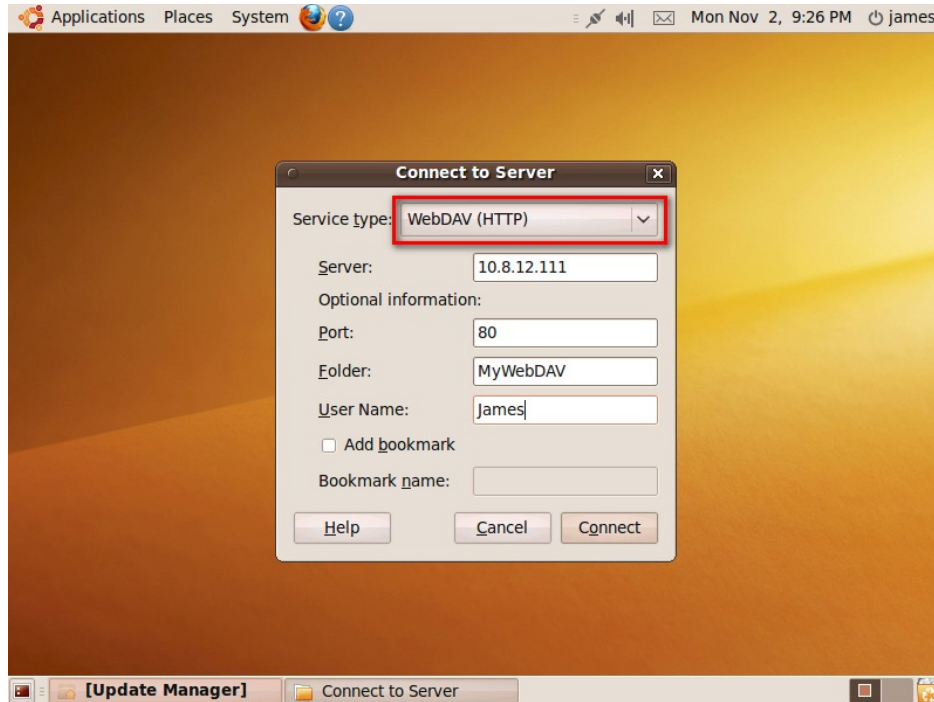 Applications Places System Mon Nov 2, 9:26 PM james
Connect to Server
Service type: WebDAV (HTTP)
Server: 10.8.12.111
Optional information:
Port: 80
Folder: MyWebDAV
User Name: James
Add bookmark
Bookmark name:
Help Cancel Connect
[Update Manager] Connect to Server